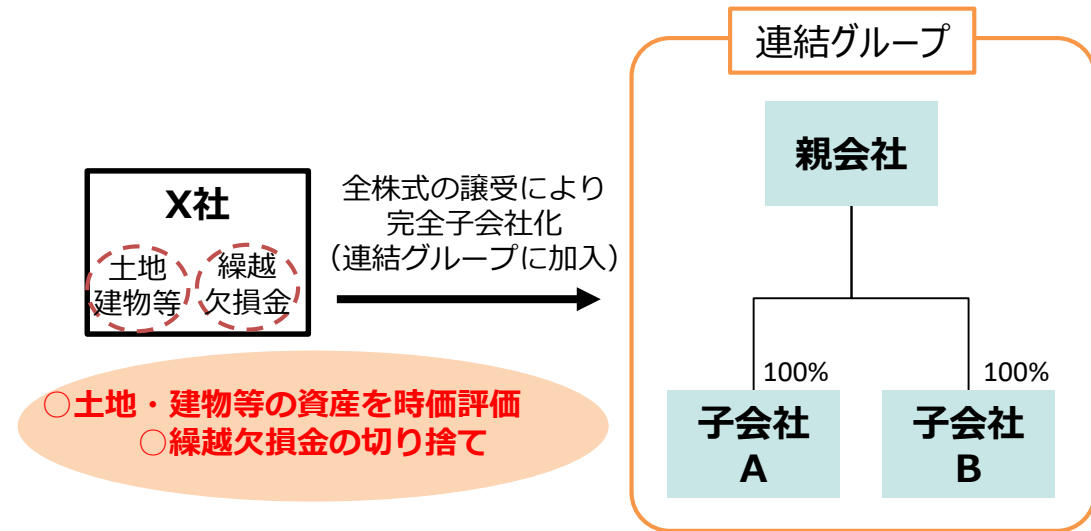 連結グループ
親会社
X社
土地
建物等
繰越
欠損金
全株式の譲受により
完全子会社化
（連結グループに加入）
○土地・建物等の資産を時価評価
○繰越欠損金の切り捨て
100%
100%
子会社
A
子会社
B